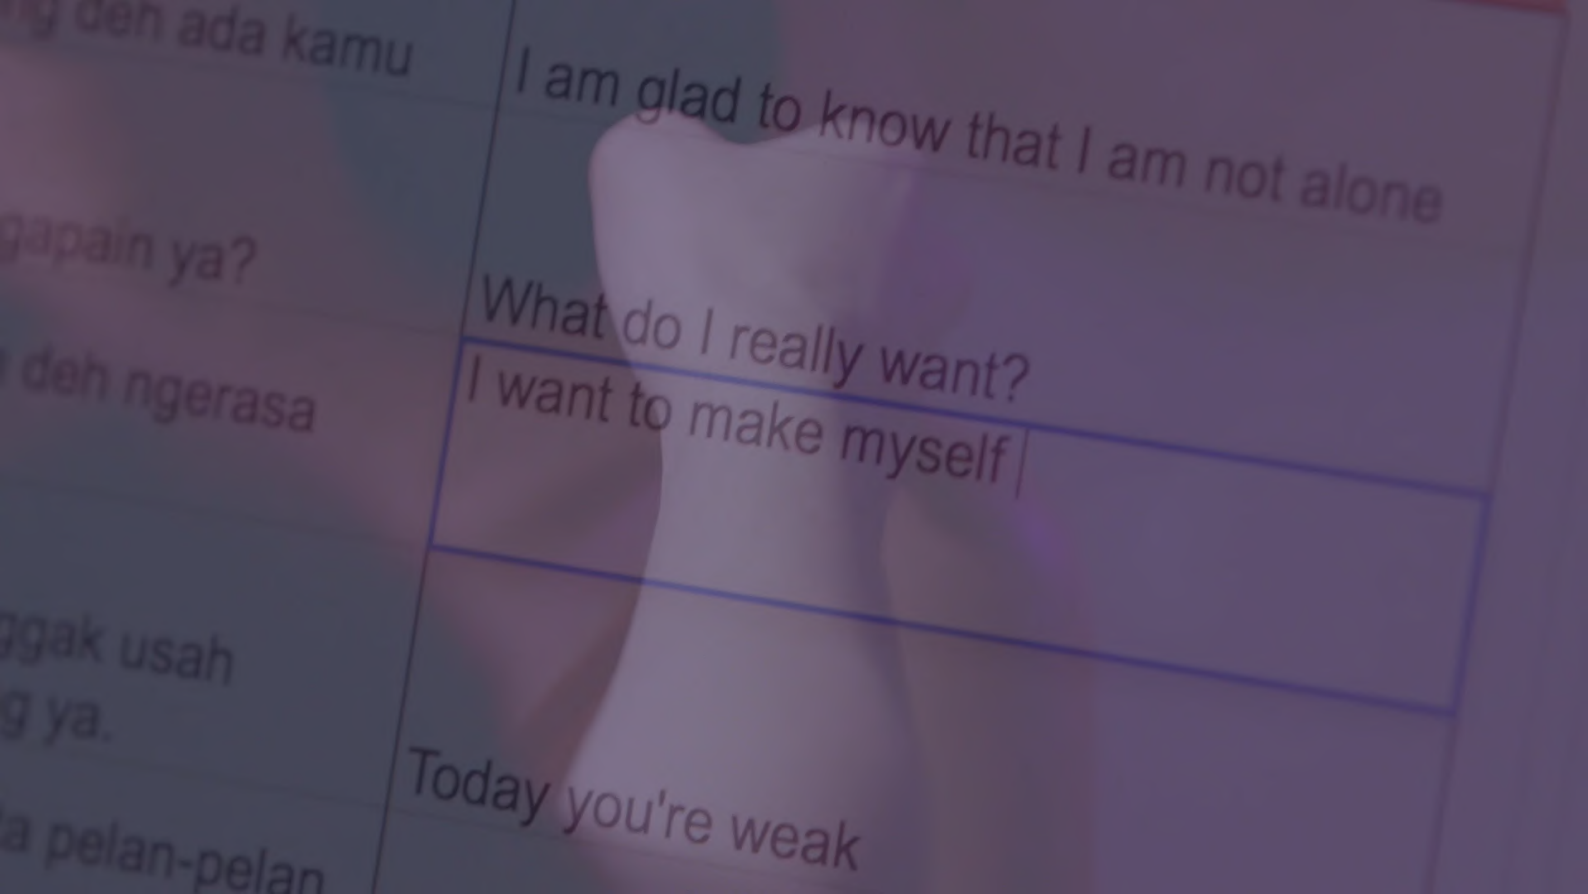 deh ada kamu
I am glad to know that I am not alone
gapain ya?
What do I really want?
deh ngerasa
I want to make myself
ggak usah
g ya.
Today you're weak
pelan-pelan